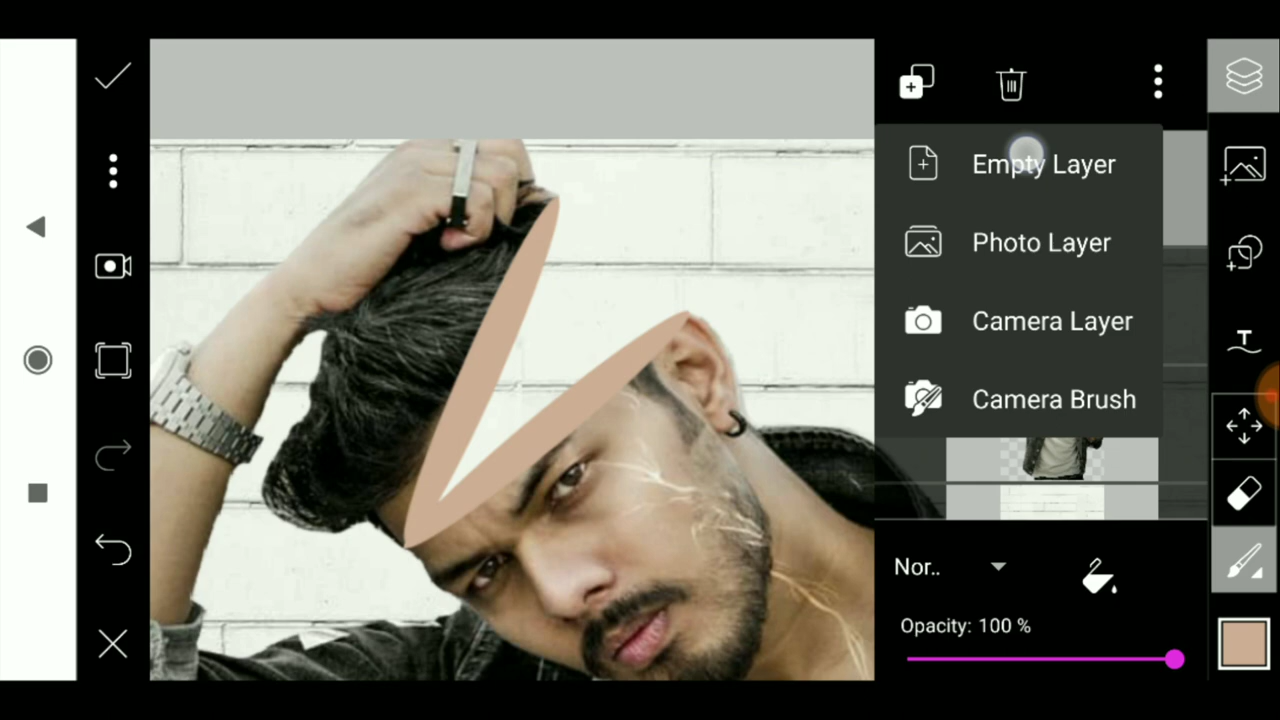 Empty Layer
Photo Layer
Camera Layer
Camera Brush
Nor..
Opacity: 100 %
T